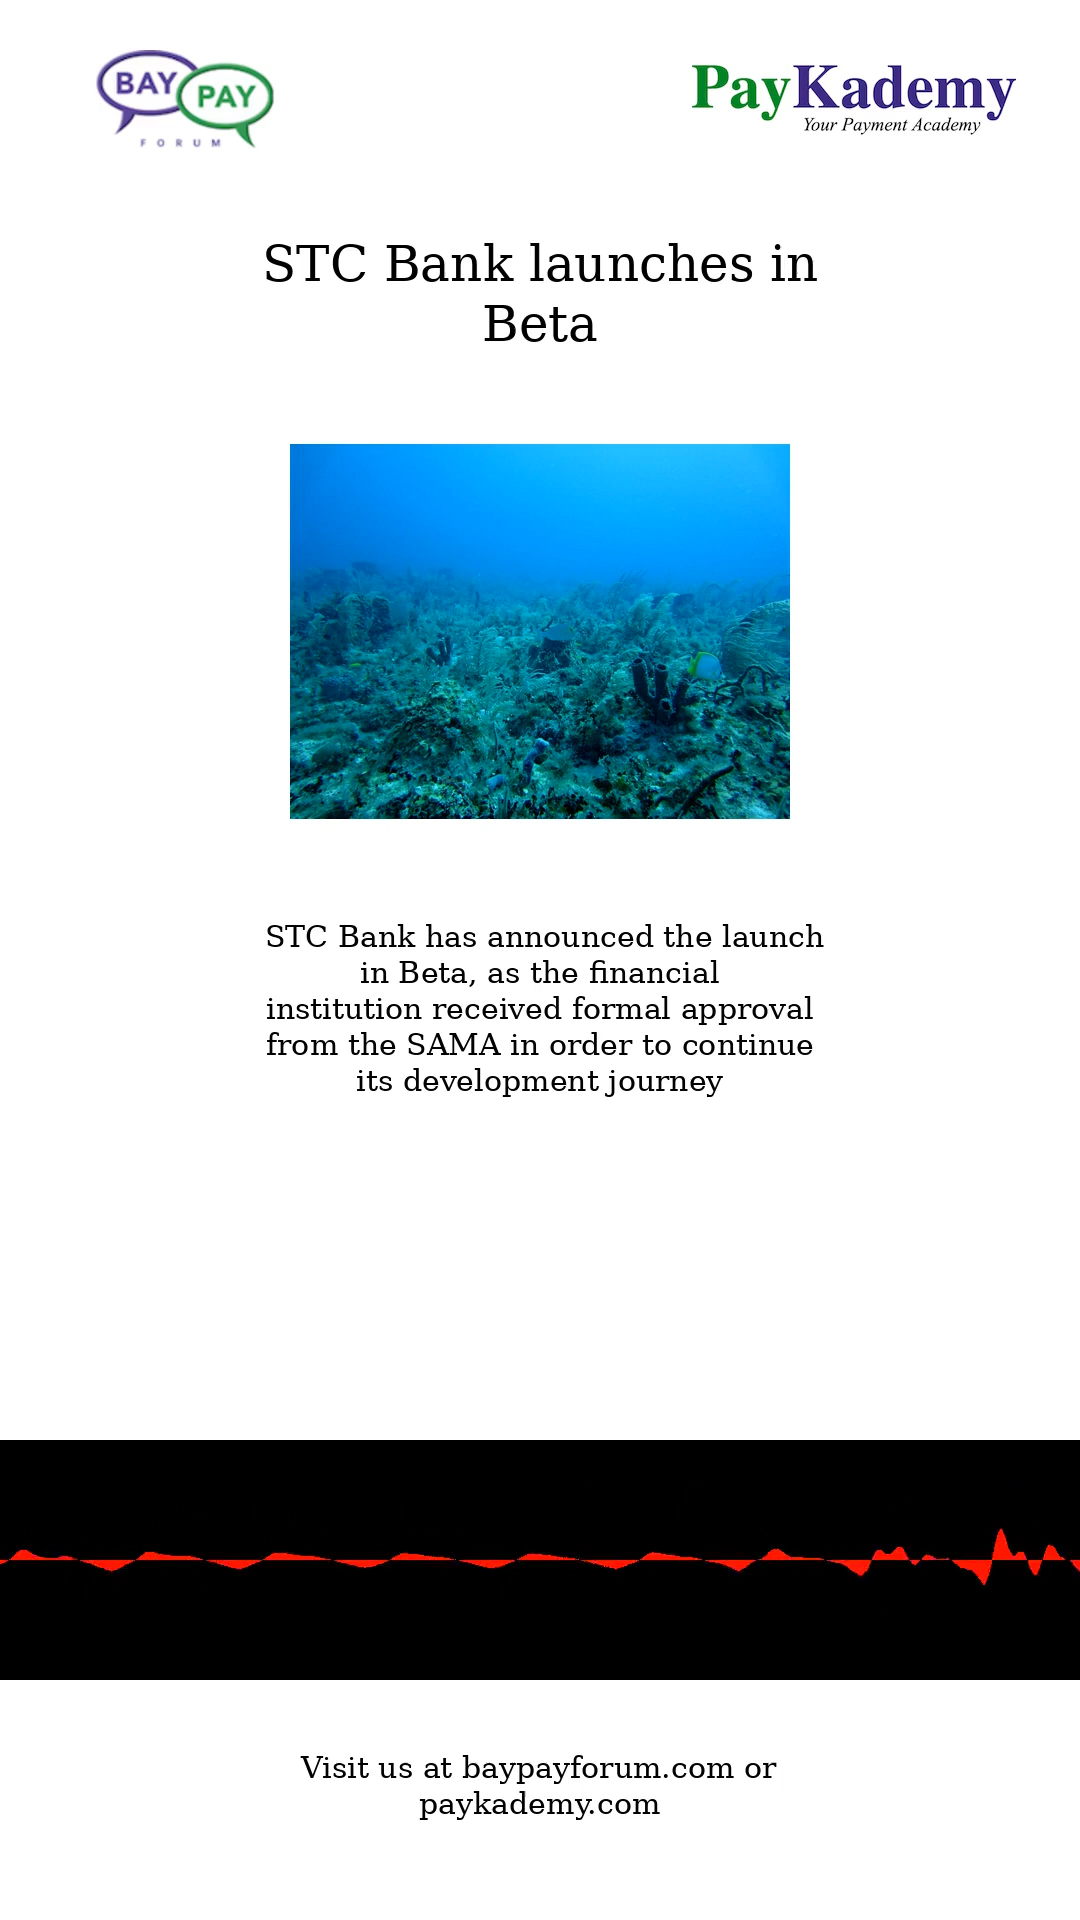 BAY PAY
FORUM
PayKademy
Your Payment Academy
STC Bank launches in
Beta
STC Bank has announced the launch
in Beta, as the financial
institution received formal approval
from the SAMA in order to continue
its development journey
Visit us at baypayforum.com or
paykademy.com